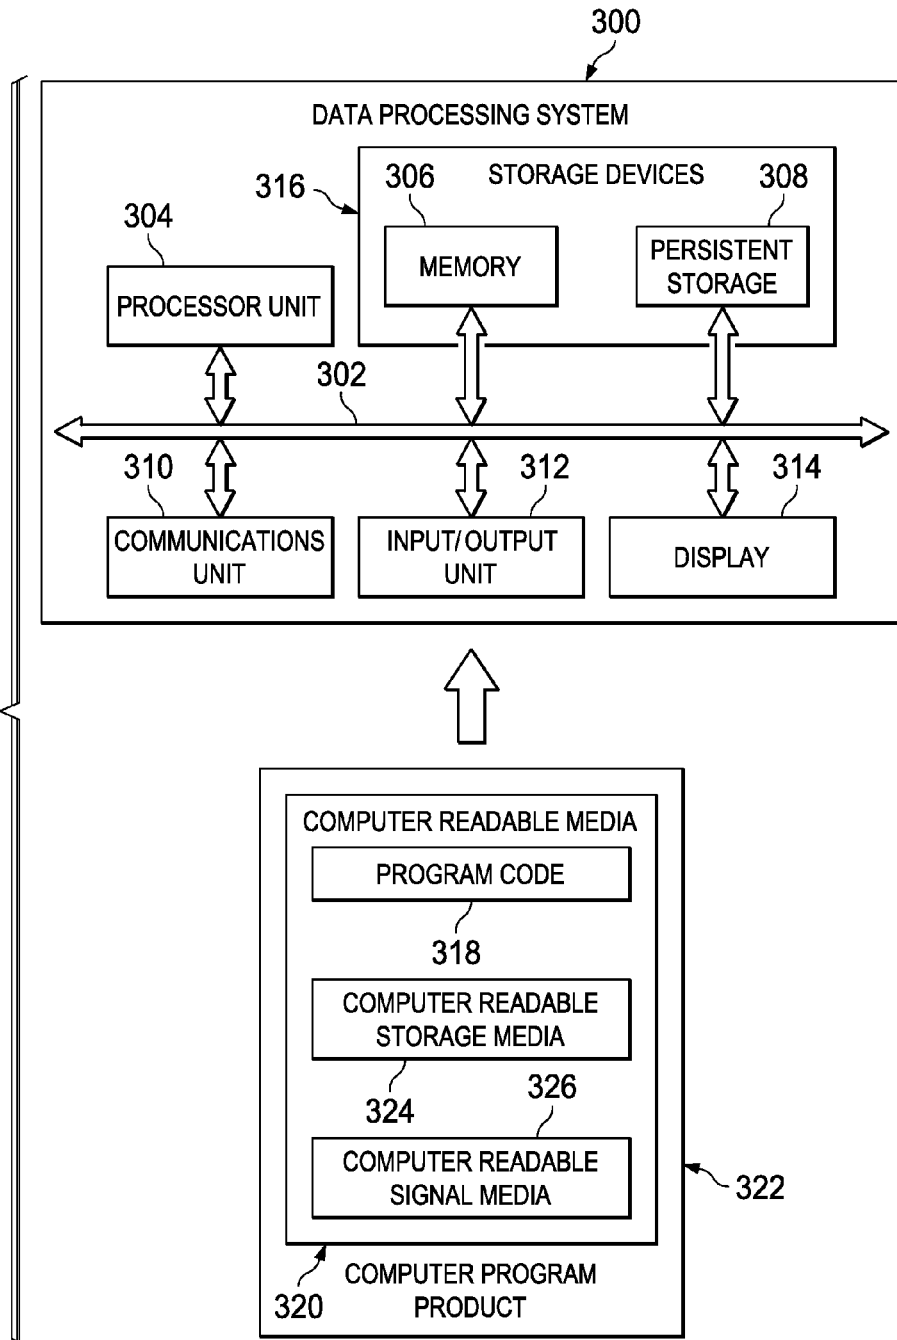 300
DATA PROCESSING SYSTEM
316
306
STORAGE DEVICES
308
304
MEMORY
PERSISTENT
STORAGE
PROCESSOR UNIT
302
310
312
314
COMMUNICATIONS
UNIT
INPUT/OUTPUT
UNIT
DISPLAY
COMPUTER READABLE MEDIA
PROGRAM CODE
318
COMPUTER READABLE
STORAGE MEDIA
324
326
COMPUTER READABLE
SIGNAL MEDIA
322
320
COMPUTER PROGRAM
PRODUCT